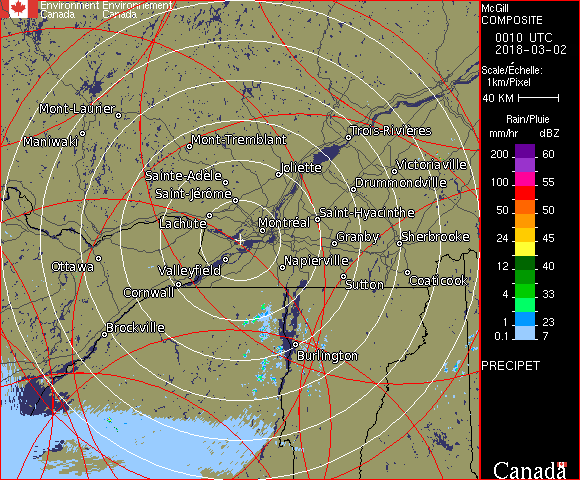 Environment Environnement
Canada Canada
McGill
COMPOSITE
0010 UTC
2018-03-02
Scale/Échelle:
1km/Pixel
40 KM
Rain/Pluie
mm/hr dBZ
200 60
150 57
100 55
50 50
24 45
12 40
4 33
1 23
0.1 7
PRECIPET
Canada
Mont-Laurier
Maniwaki
Mont-Tremblant
Trois-Rivières
Joliette
Victoriaville
Sainte-Adèle
Drummondville
Saint-Jérôme
Saint-Hyacinthe
Lachute
Montréal
Granby
Sherbrooke
Ottawa
Valleyfield
Napierville
Coaticook
Cornwall
Sutton
Brockville
Burlington